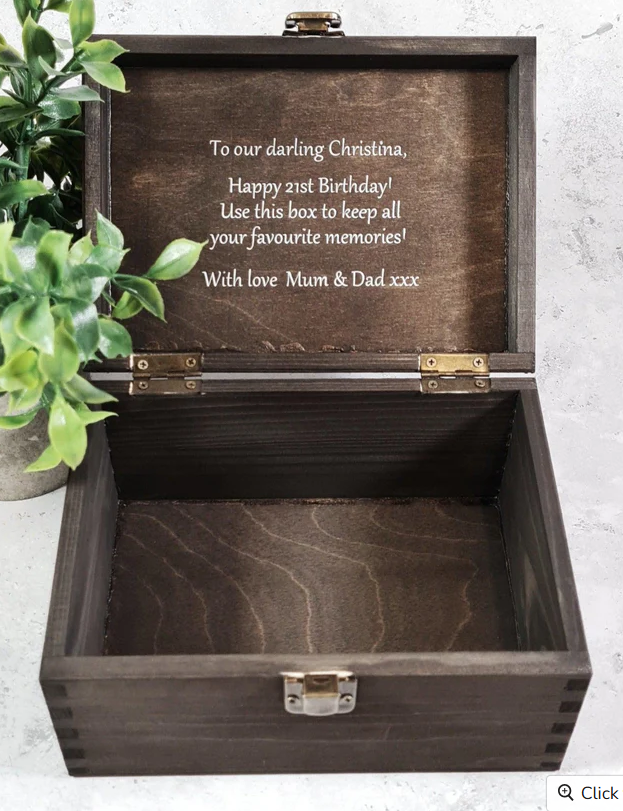 To our darling Christina,
Happy 21st Birthday!
Use this box to keep all
your favourite memories!
With love Mum & Dad xxx
Click